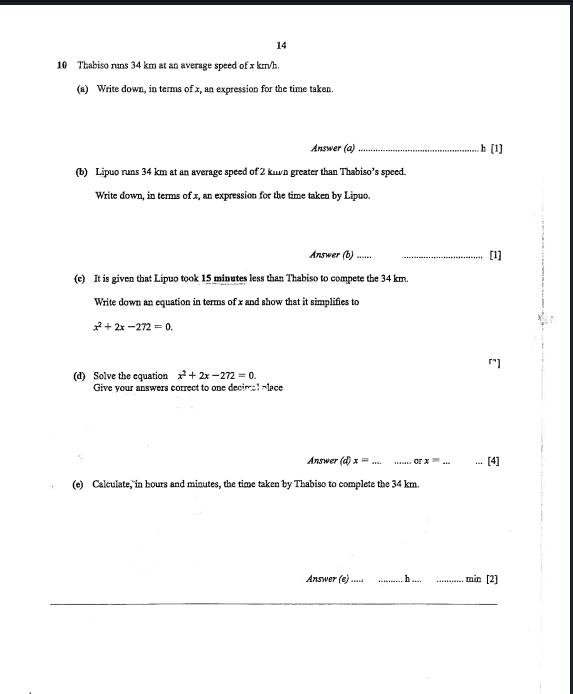 14
10 Thabiso runs 34 km at an average speed of x km/h.
(a) Write down, in terms of x, an expression for the time taken.
Answer (a) ................................................ h [1]
(b) Lipuo runs 34 km at an average speed of 2 greater than Thabiso's speed.
Write down, in terms of x, an expression for the time taken by Lipuo.
Answer (b) ...... ................................ [1]
(c) It is given that Lipuo took 15 minutes less than Thabiso to compete the 34 km.
Write down an equation in terms of x and show that it simplifies to
x² + 2x −272 = 0.
(d) Solve the equation x² + 2x −272 = 0.
Give your answers correct to one decimal place
Answer (d) x = .... ....... or x = ... ... [4]
(e) Calculate, in hours and minutes, the time taken by Thabiso to complete the 34 km.
Answer (e) ..... .......... h .... ........... min [2]